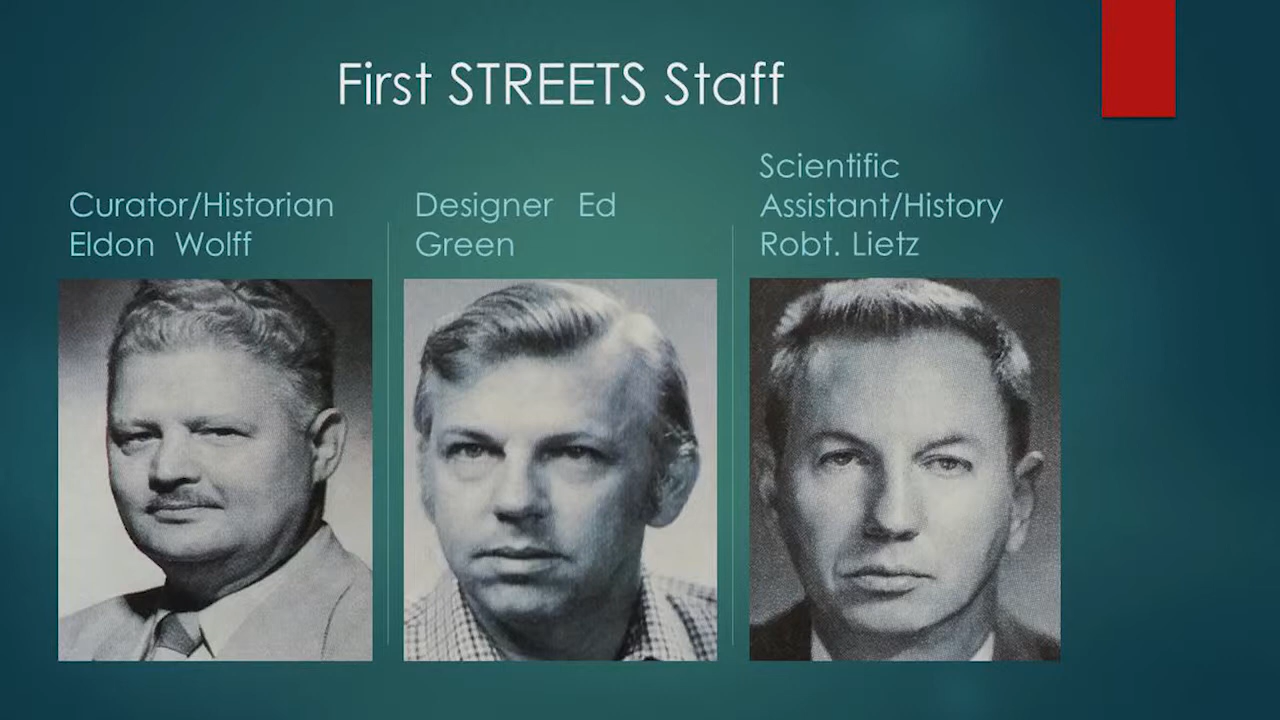 First STREETS Staff
Curator/Historian
Eldon Wolff
Designer Ed
Green
Scientific
Assistant/History
Robt. Lietz